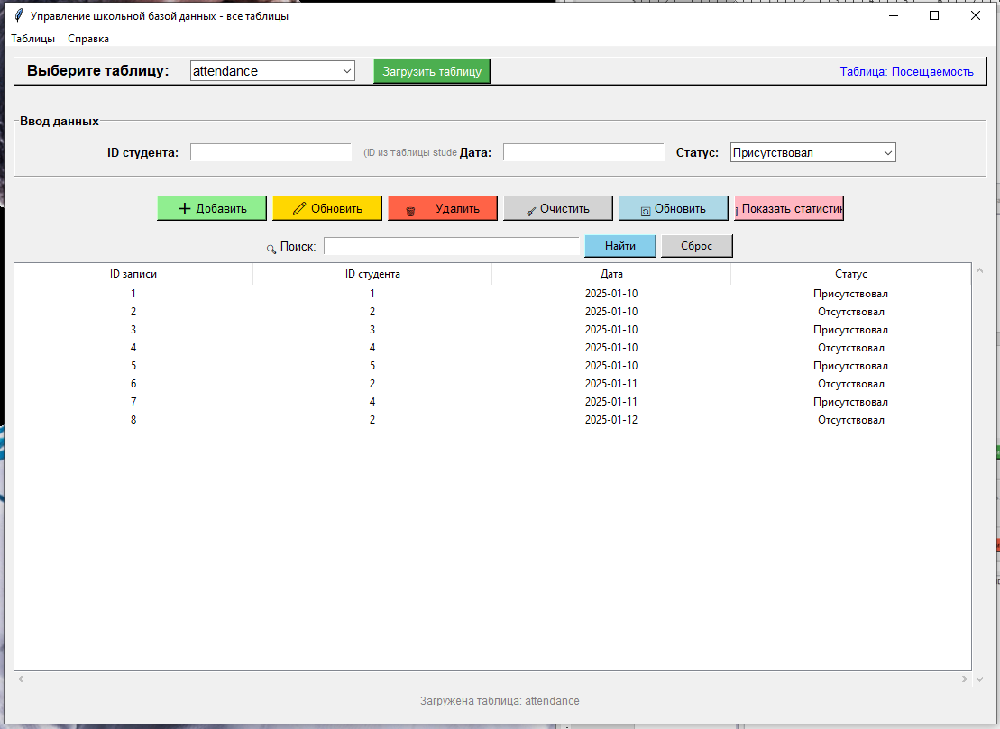 Управление школьной базой данных - все таблицы
Таблицы Справка
Выберите таблицу: attendance Загрузить таблицу Таблица: Посещаемость
Ввод данных
ID студента: (ID из таблицы stude Дата: Статус: Присутствовал
Добавить Обновить Удалить Очистить Обновить Показать статистик
Поиск: Найти Сброс
ID записи ID студента Дата Статус
1 1 2025-01-10 Присутствовал
2 2 2025-01-10 Отсутствовал
3 3 2025-01-10 Присутствовал
4 4 2025-01-10 Отсутствовал
5 5 2025-01-10 Присутствовал
6 2 2025-01-11 Отсутствовал
7 4 2025-01-11 Присутствовал
8 2 2025-01-12 Отсутствовал
Загружена таблица: attendance